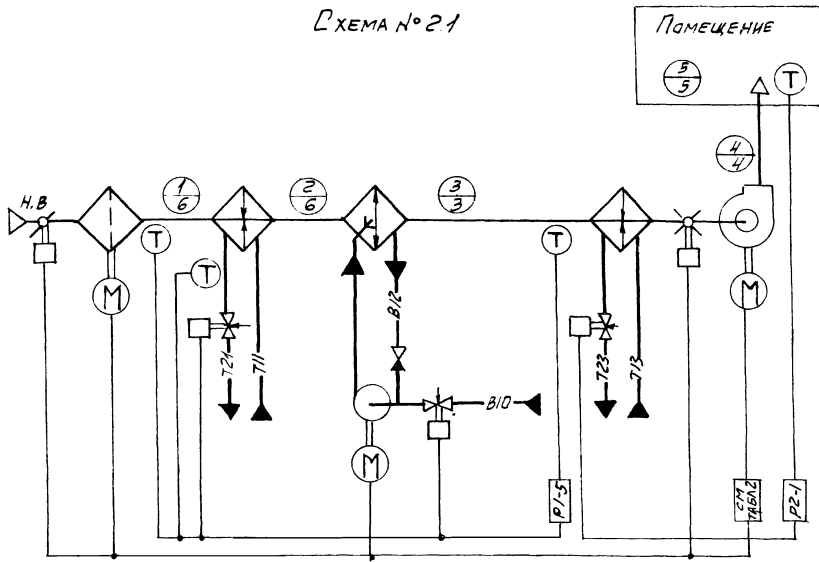 Схема № 2.1
Помещение
5
5
Т
4
4
Н.В
1
6
2
6
3
3
Т
Т
Т
М
М
М
Т21
Т11
В12
В10
Т23
Т13
Р1-5
СМ
ТАБЛ2
Р2-1